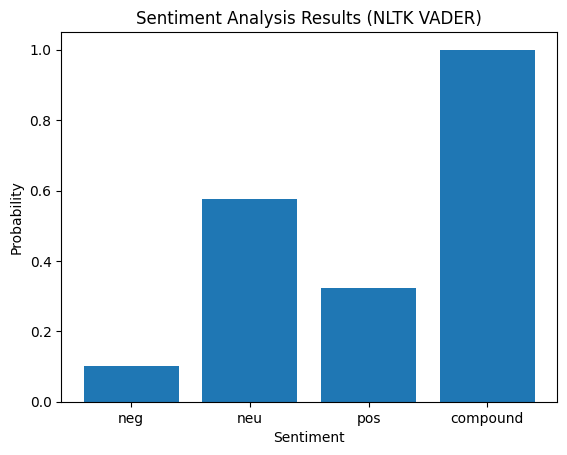 Sentiment Analysis Results (NLTK VADER)
1.0
0.8
0.6
0.4
0.2
0.0
Probability
neg neu pos compound
Sentiment